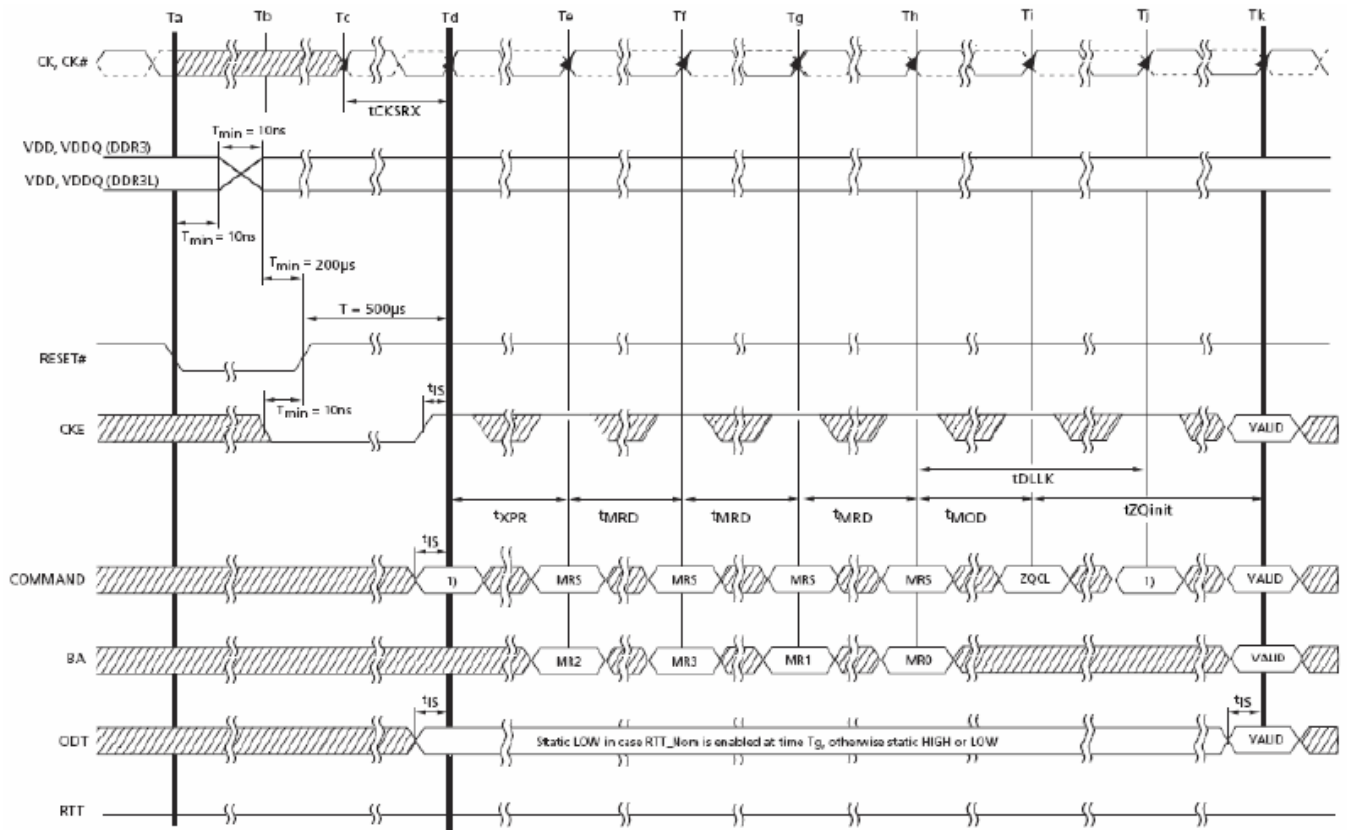 Ta Tb Tc Td Te Tf Tg Th Ti Tj Tk
CK, CK#
tCKSRX
Tmin = 10ns
VDD, VDDQ (DDR3)
VDD, VDDQ (DDR3L)
Tmin = 10ns
Tmin = 200µs
T = 500µs
RESET#
tIS
Tmin = 10ns
CKE
VALID
tDLLK
tXPR tMRD tMRD tMRD tMOD tZQinit
tIS
COMMAND 1) MRS MRS MRS MRS ZQCL 1) VALID
BA MR2 MR3 MR1 MR0 VALID
tIS tIS
ODT Static LOW in case RTT_Nom is enabled at time Tg, otherwise static HIGH or LOW VALID
RTT